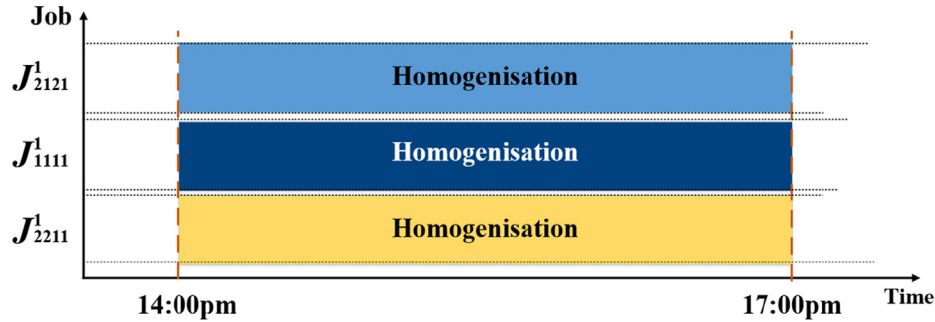 Job
J¹₂₁₂₁ Homogenisation
J¹₁₁₁₁ Homogenisation
J¹₂₂₁₁ Homogenisation
14:00pm 17:00pm Time